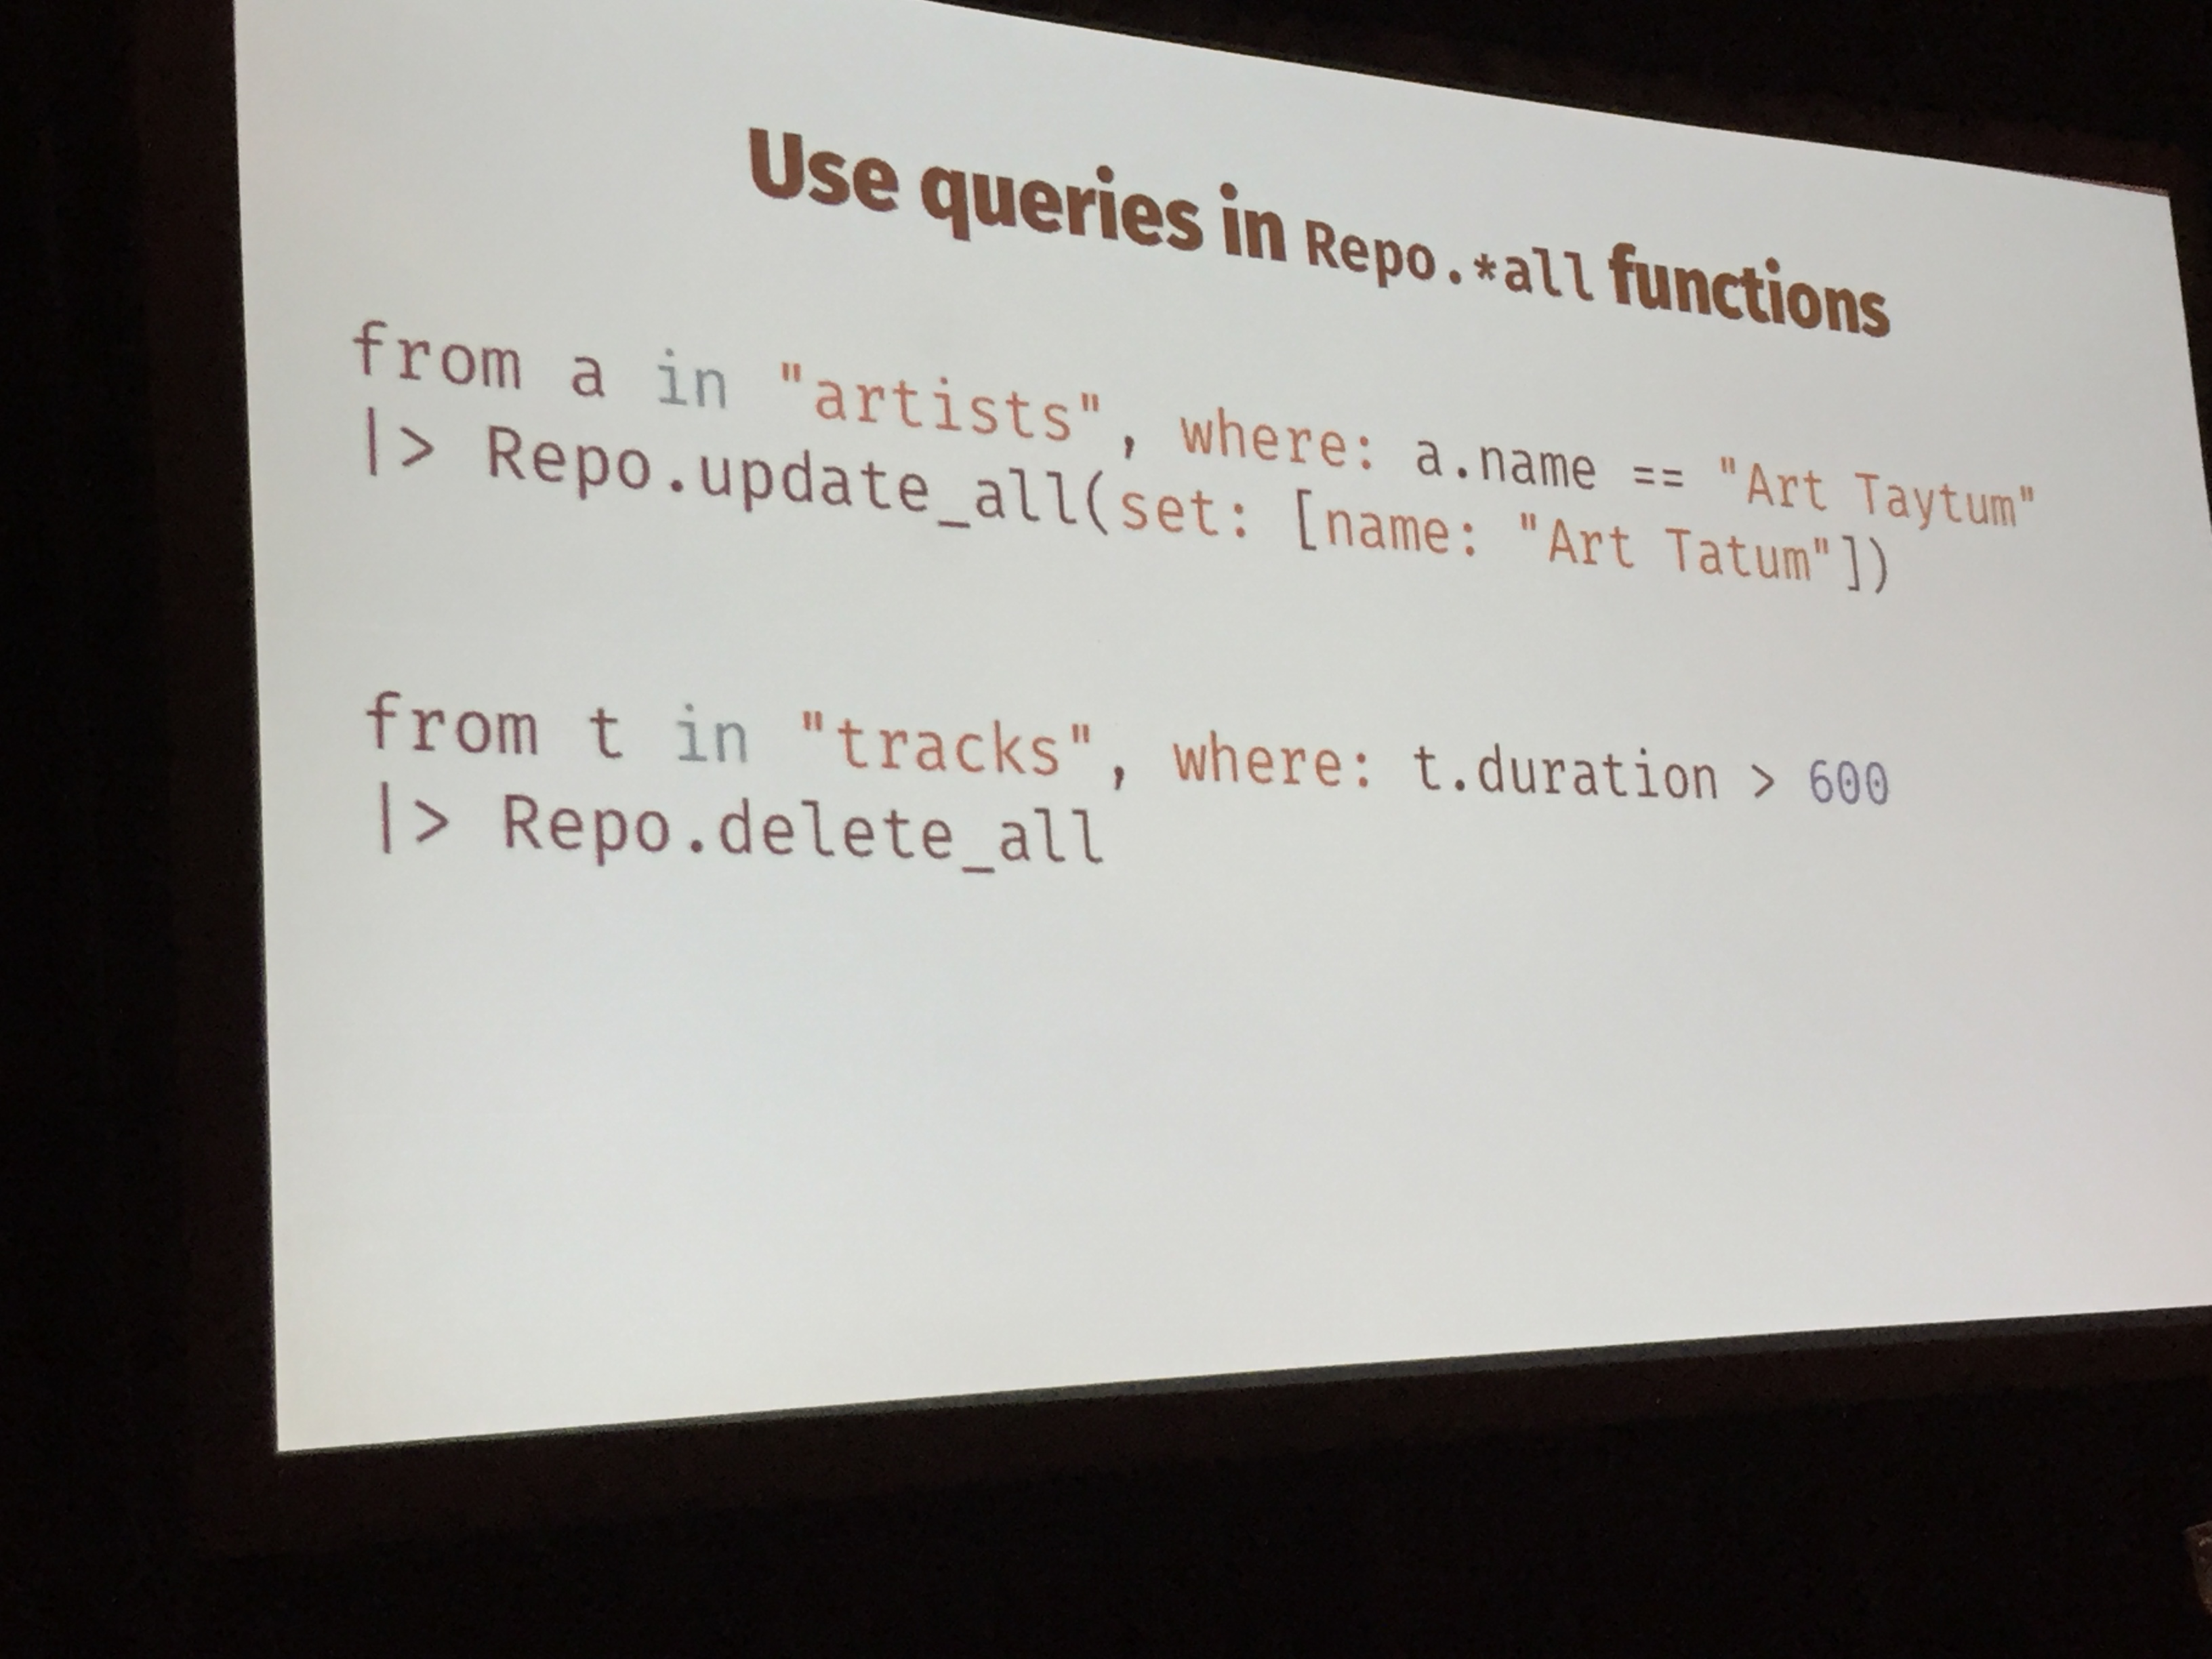 Use queries in Repo.*all functions
from a in "artists", where: a.name == "Art Taytum"
|> Repo.update_all(set: [name: "Art Tatum"])
from t in "tracks", where: t.duration > 600
|> Repo.delete_all